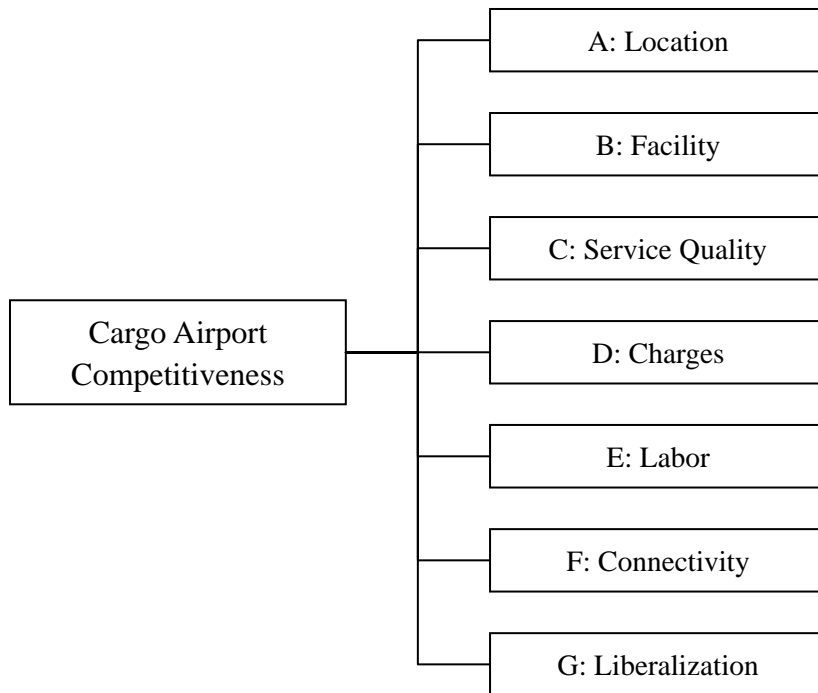 A: Location
B: Facility
C: Service Quality
Cargo Airport
Competitiveness
D: Charges
E: Labor
F: Connectivity
G: Liberalization